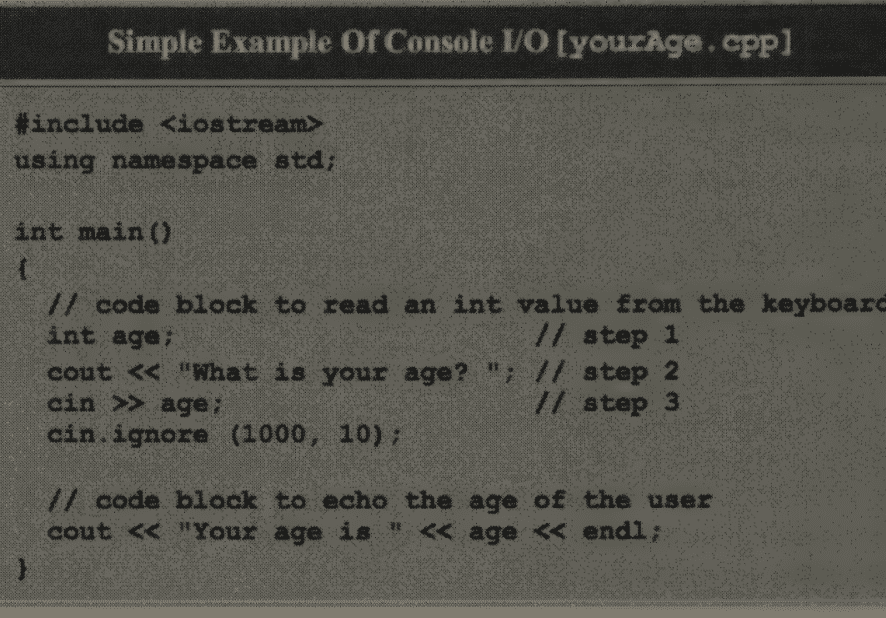 Simple Example Of Console I/O [yourAge.cpp]
#include <iostream>
using namespace std;
int main()
{
// code block to read an int value from the keyboard
int age; // step 1
cout << "What is your age? "; // step 2
cin >> age; // step 3
cin.ignore (1000, 10);
// code block to echo the age of the user
cout << "Your age is " << age << endl;
}